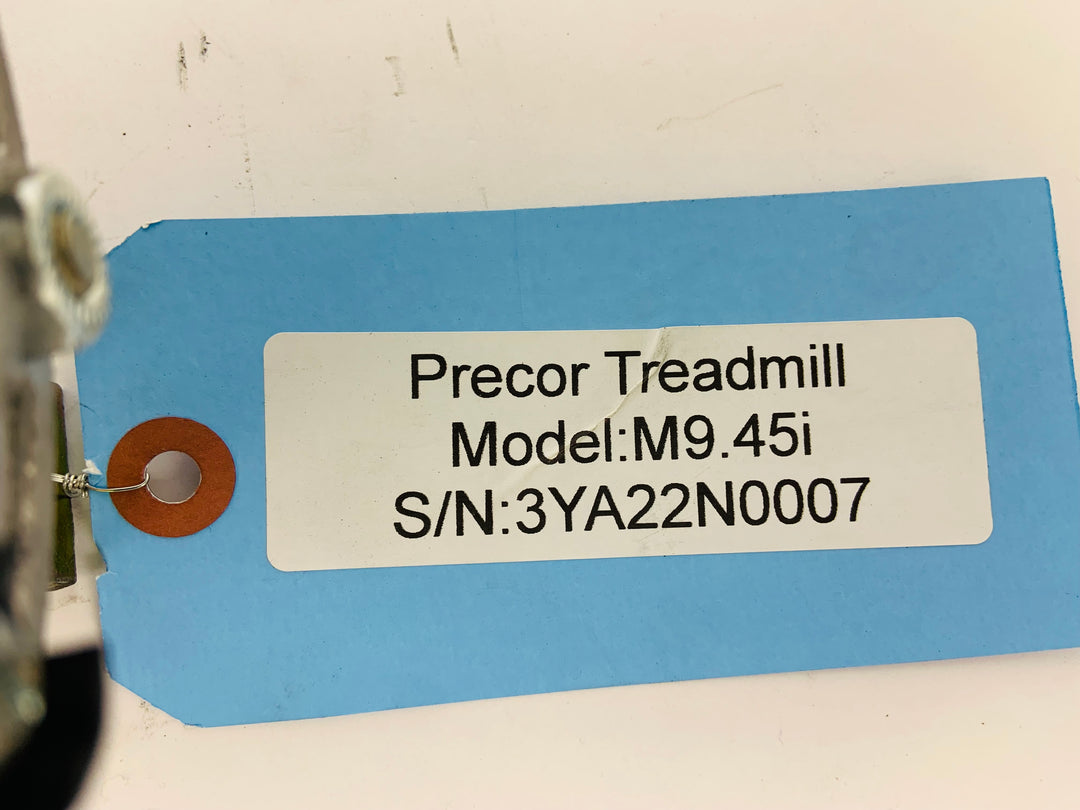 Precor Treadmill
Model:M9.45i
S/N:3YA22N0007